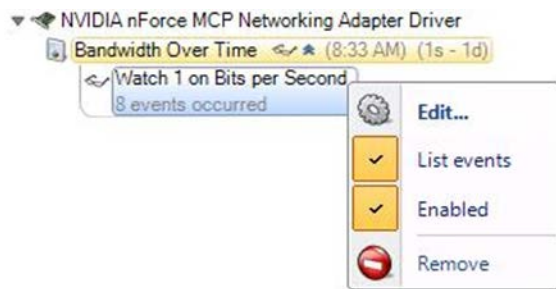 NVIDIA nForce MCP Networking Adapter Driver
Bandwidth Over Time (8:33 AM) (1s - 1d)
Watch 1 on Bits per Second
8 events occurred
Edit...
List events
Enabled
Remove